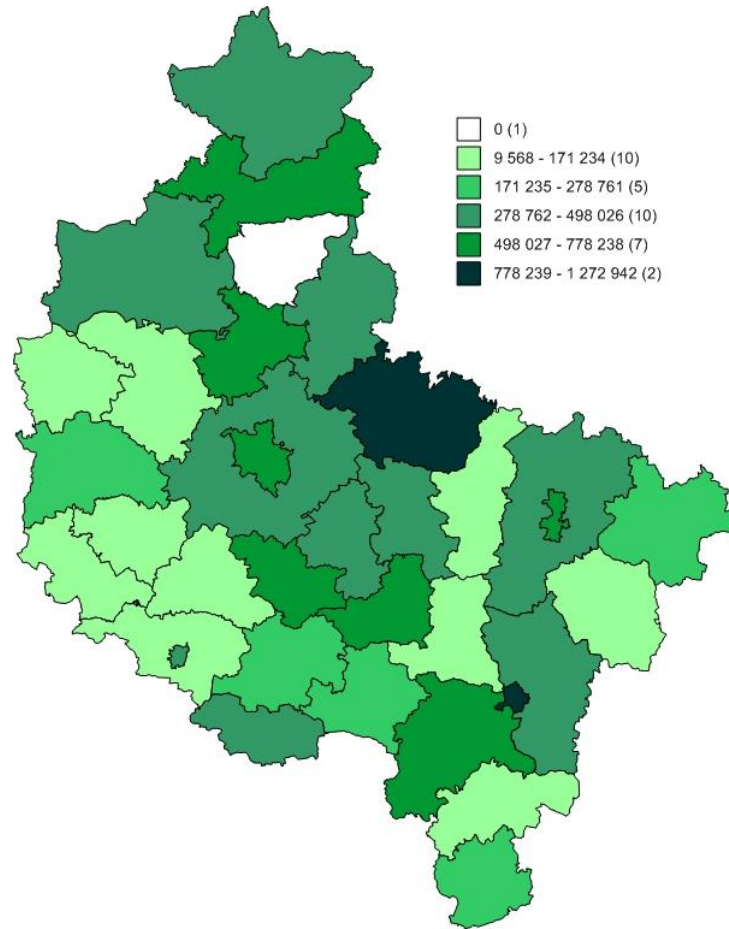 0 (1)
9 568 - 171 234 (10)
171 235 - 278 761 (5)
278 762 - 498 026 (10)
498 027 - 778 238 (7)
778 239 - 1 272 942 (2)